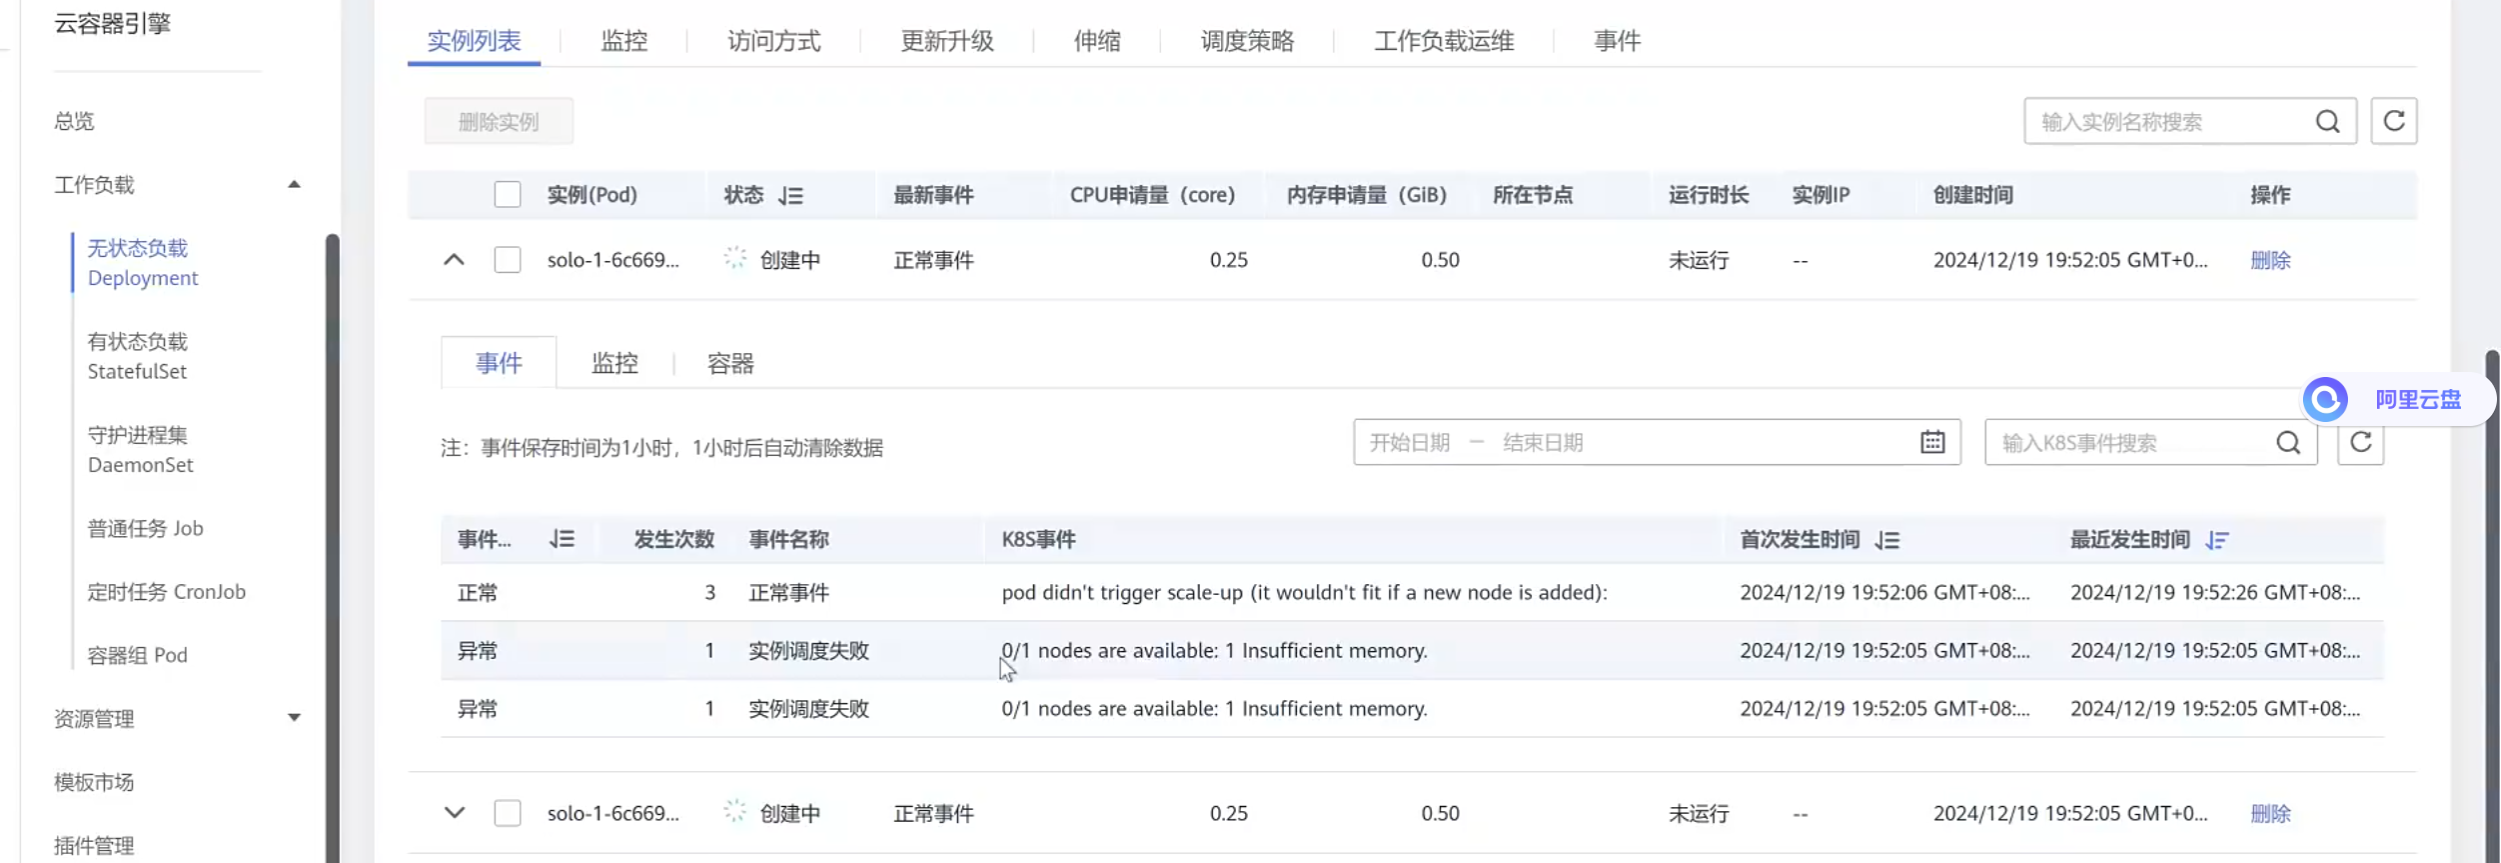 云容器引擎
总览
工作负载
无状态负载
Deployment
有状态负载
StatefulSet
守护进程集
DaemonSet
普通任务 Job
定时任务 CronJob
容器组 Pod
资源管理
模板市场
插件管理
实例列表 监控 访问方式 更新升级 伸缩 调度策略 工作负载运维 事件
删除实例 输入实例名称搜索
实例(Pod) 状态 最新事件 CPU申请量（core） 内存申请量（GiB) 所在节点 运行时长 实例IP 创建时间 操作
solo-1-6c669... 创建中 正常事件 0.25 0.50 未运行 -- 2024/12/19 19:52:05 GMT+0... 删除
事件 监控 容器
阿里云盘
注：事件保存时间为1小时，1小时后自动清除数据 开始日期 – 结束日期 输入K8S事件搜索
事件... 发生次数 事件名称 K8S事件 首次发生时间 最近发生时间
正常 3 正常事件 pod didn't trigger scale-up (it wouldn't fit if a new node is added): 2024/12/19 19:52:06 GMT+08:... 2024/12/19 19:52:26 GMT+08:...
异常 1 实例调度失败 0/1 nodes are available: 1 Insufficient memory. 2024/12/19 19:52:05 GMT+08:... 2024/12/19 19:52:05 GMT+08:...
异常 1 实例调度失败 0/1 nodes are available: 1 Insufficient memory. 2024/12/19 19:52:05 GMT+08:... 2024/12/19 19:52:05 GMT+08:...
solo-1-6c669... 创建中 正常事件 0.25 0.50 未运行 -- 2024/12/19 19:52:05 GMT+0... 删除